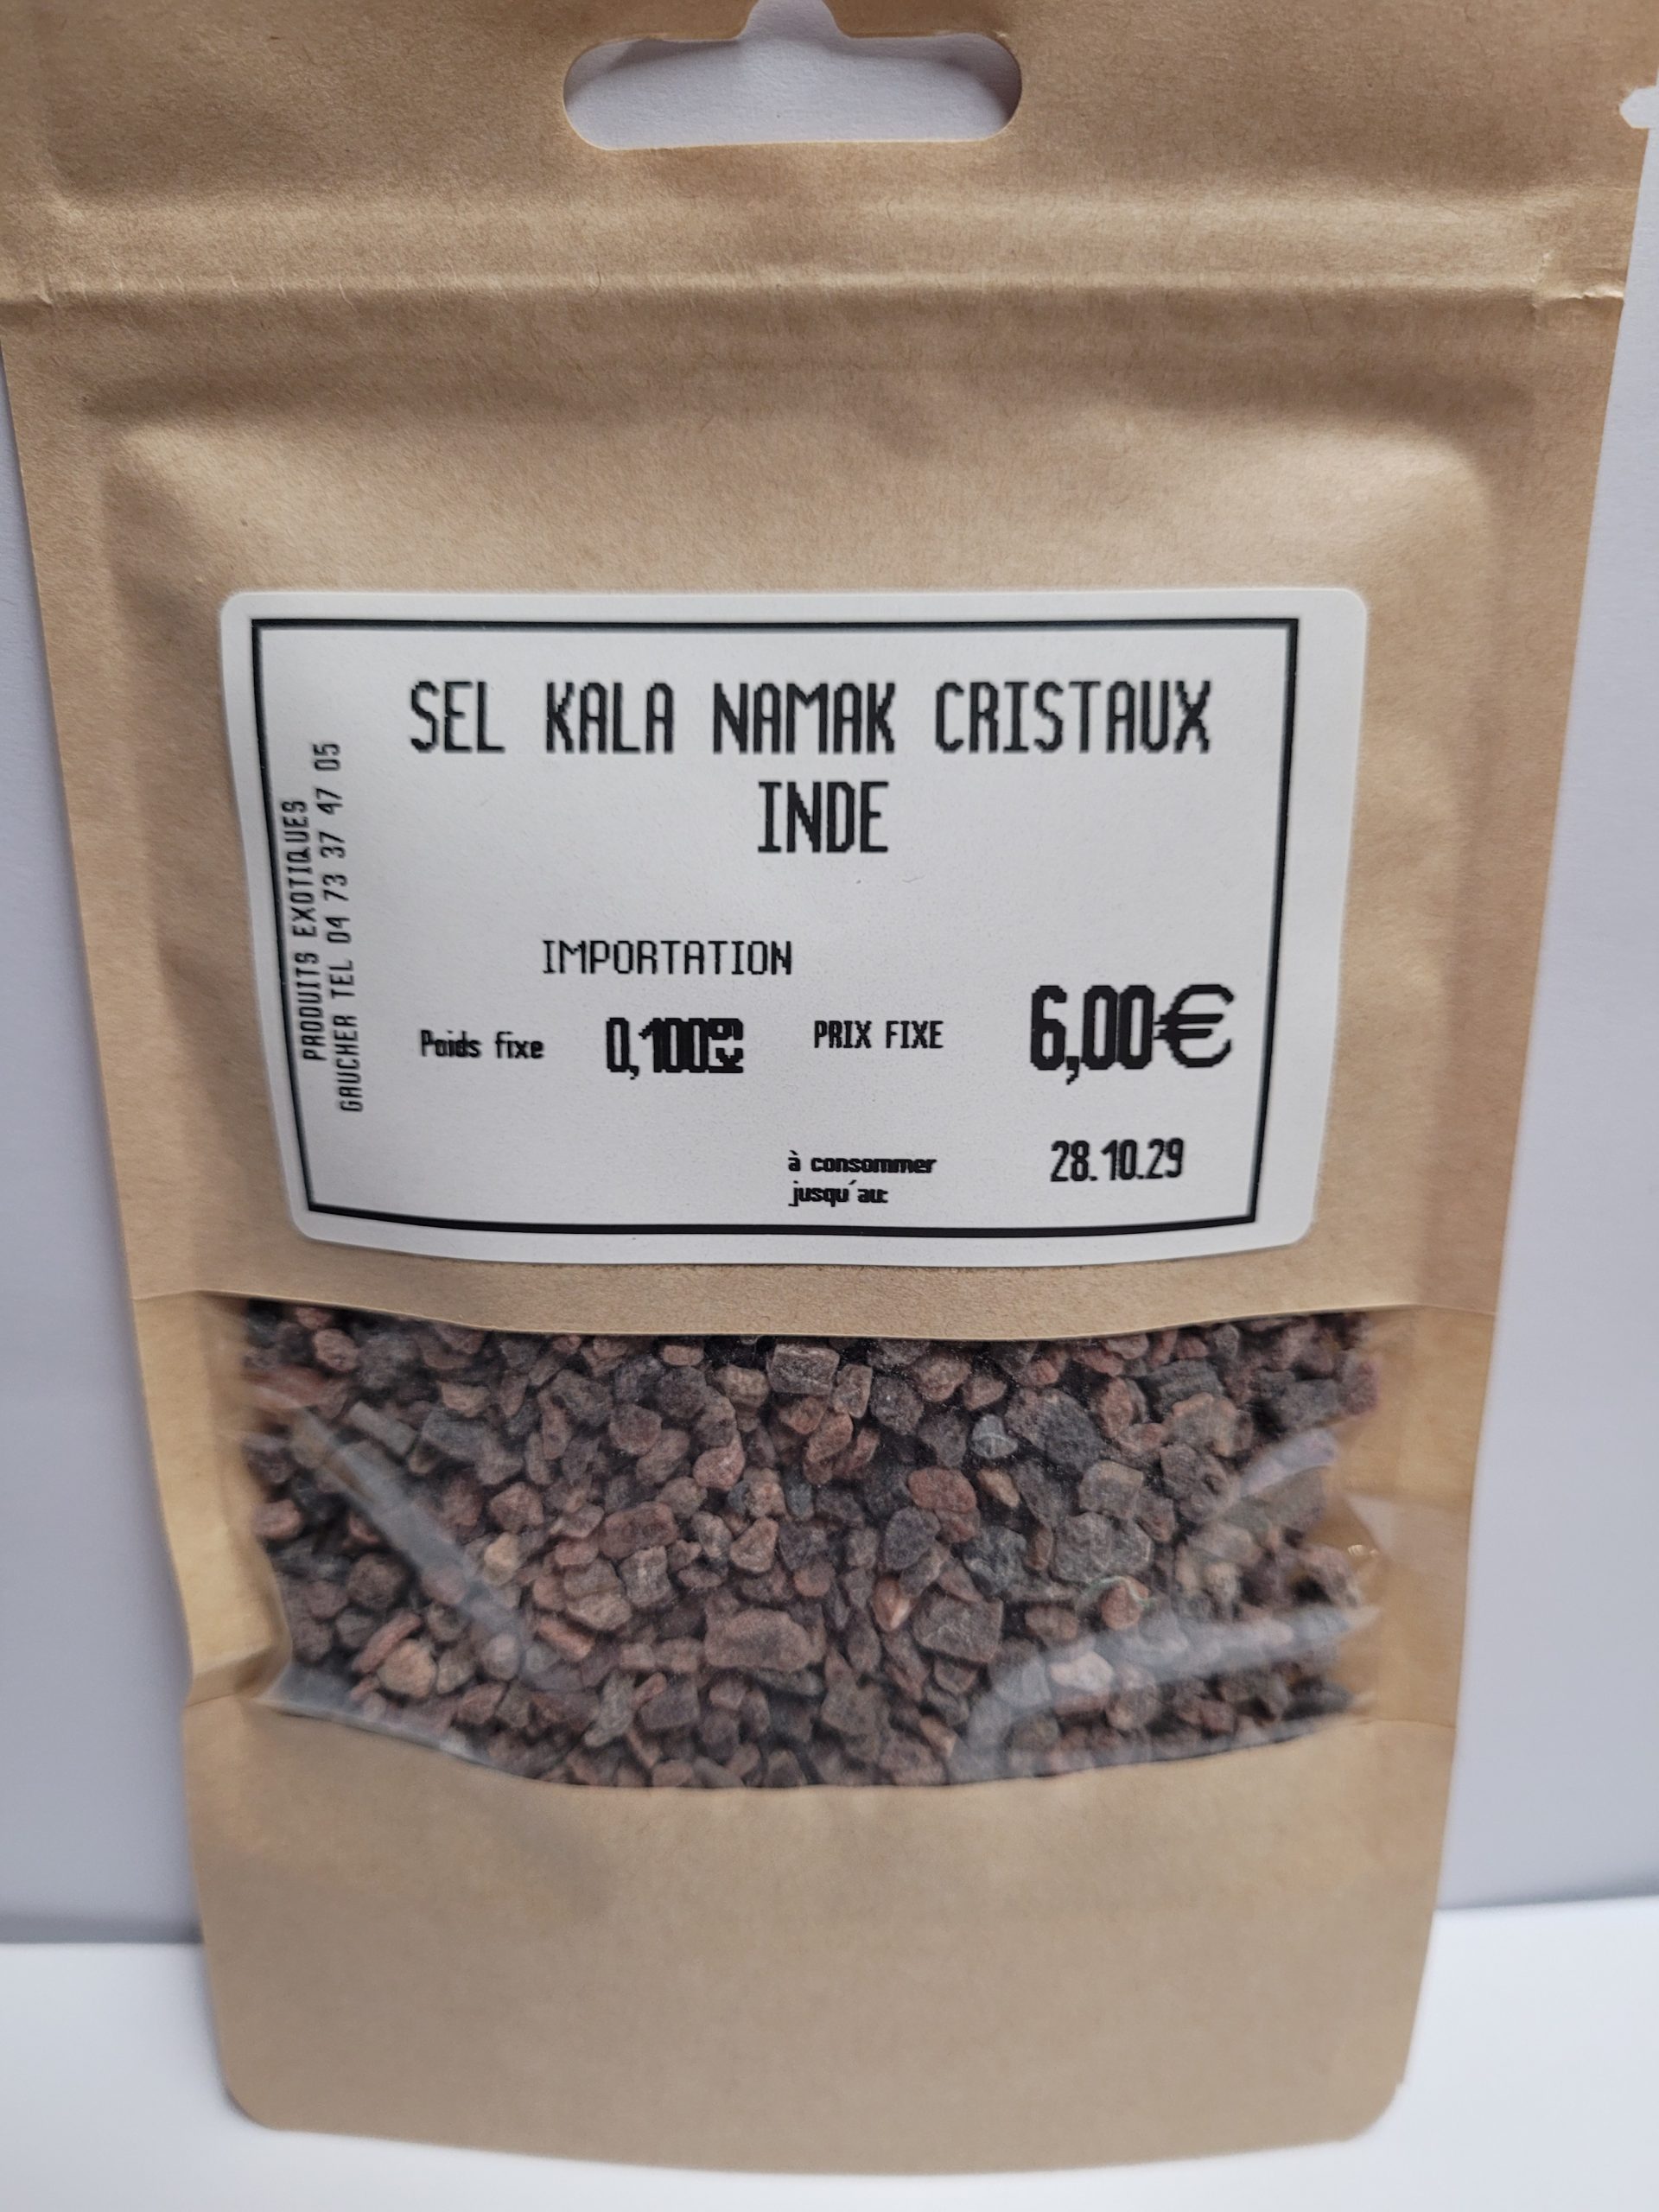 SEL KALA NAMAK CRISTAUX
INDE
PRODUITS EXOTIQUES
GAUCHER TEL 04 73 37 47 05
IMPORTATION
Poids fixe 0,100kg PRIX FIXE 6,00€
à consommer 28.10.29
jusqu'au: